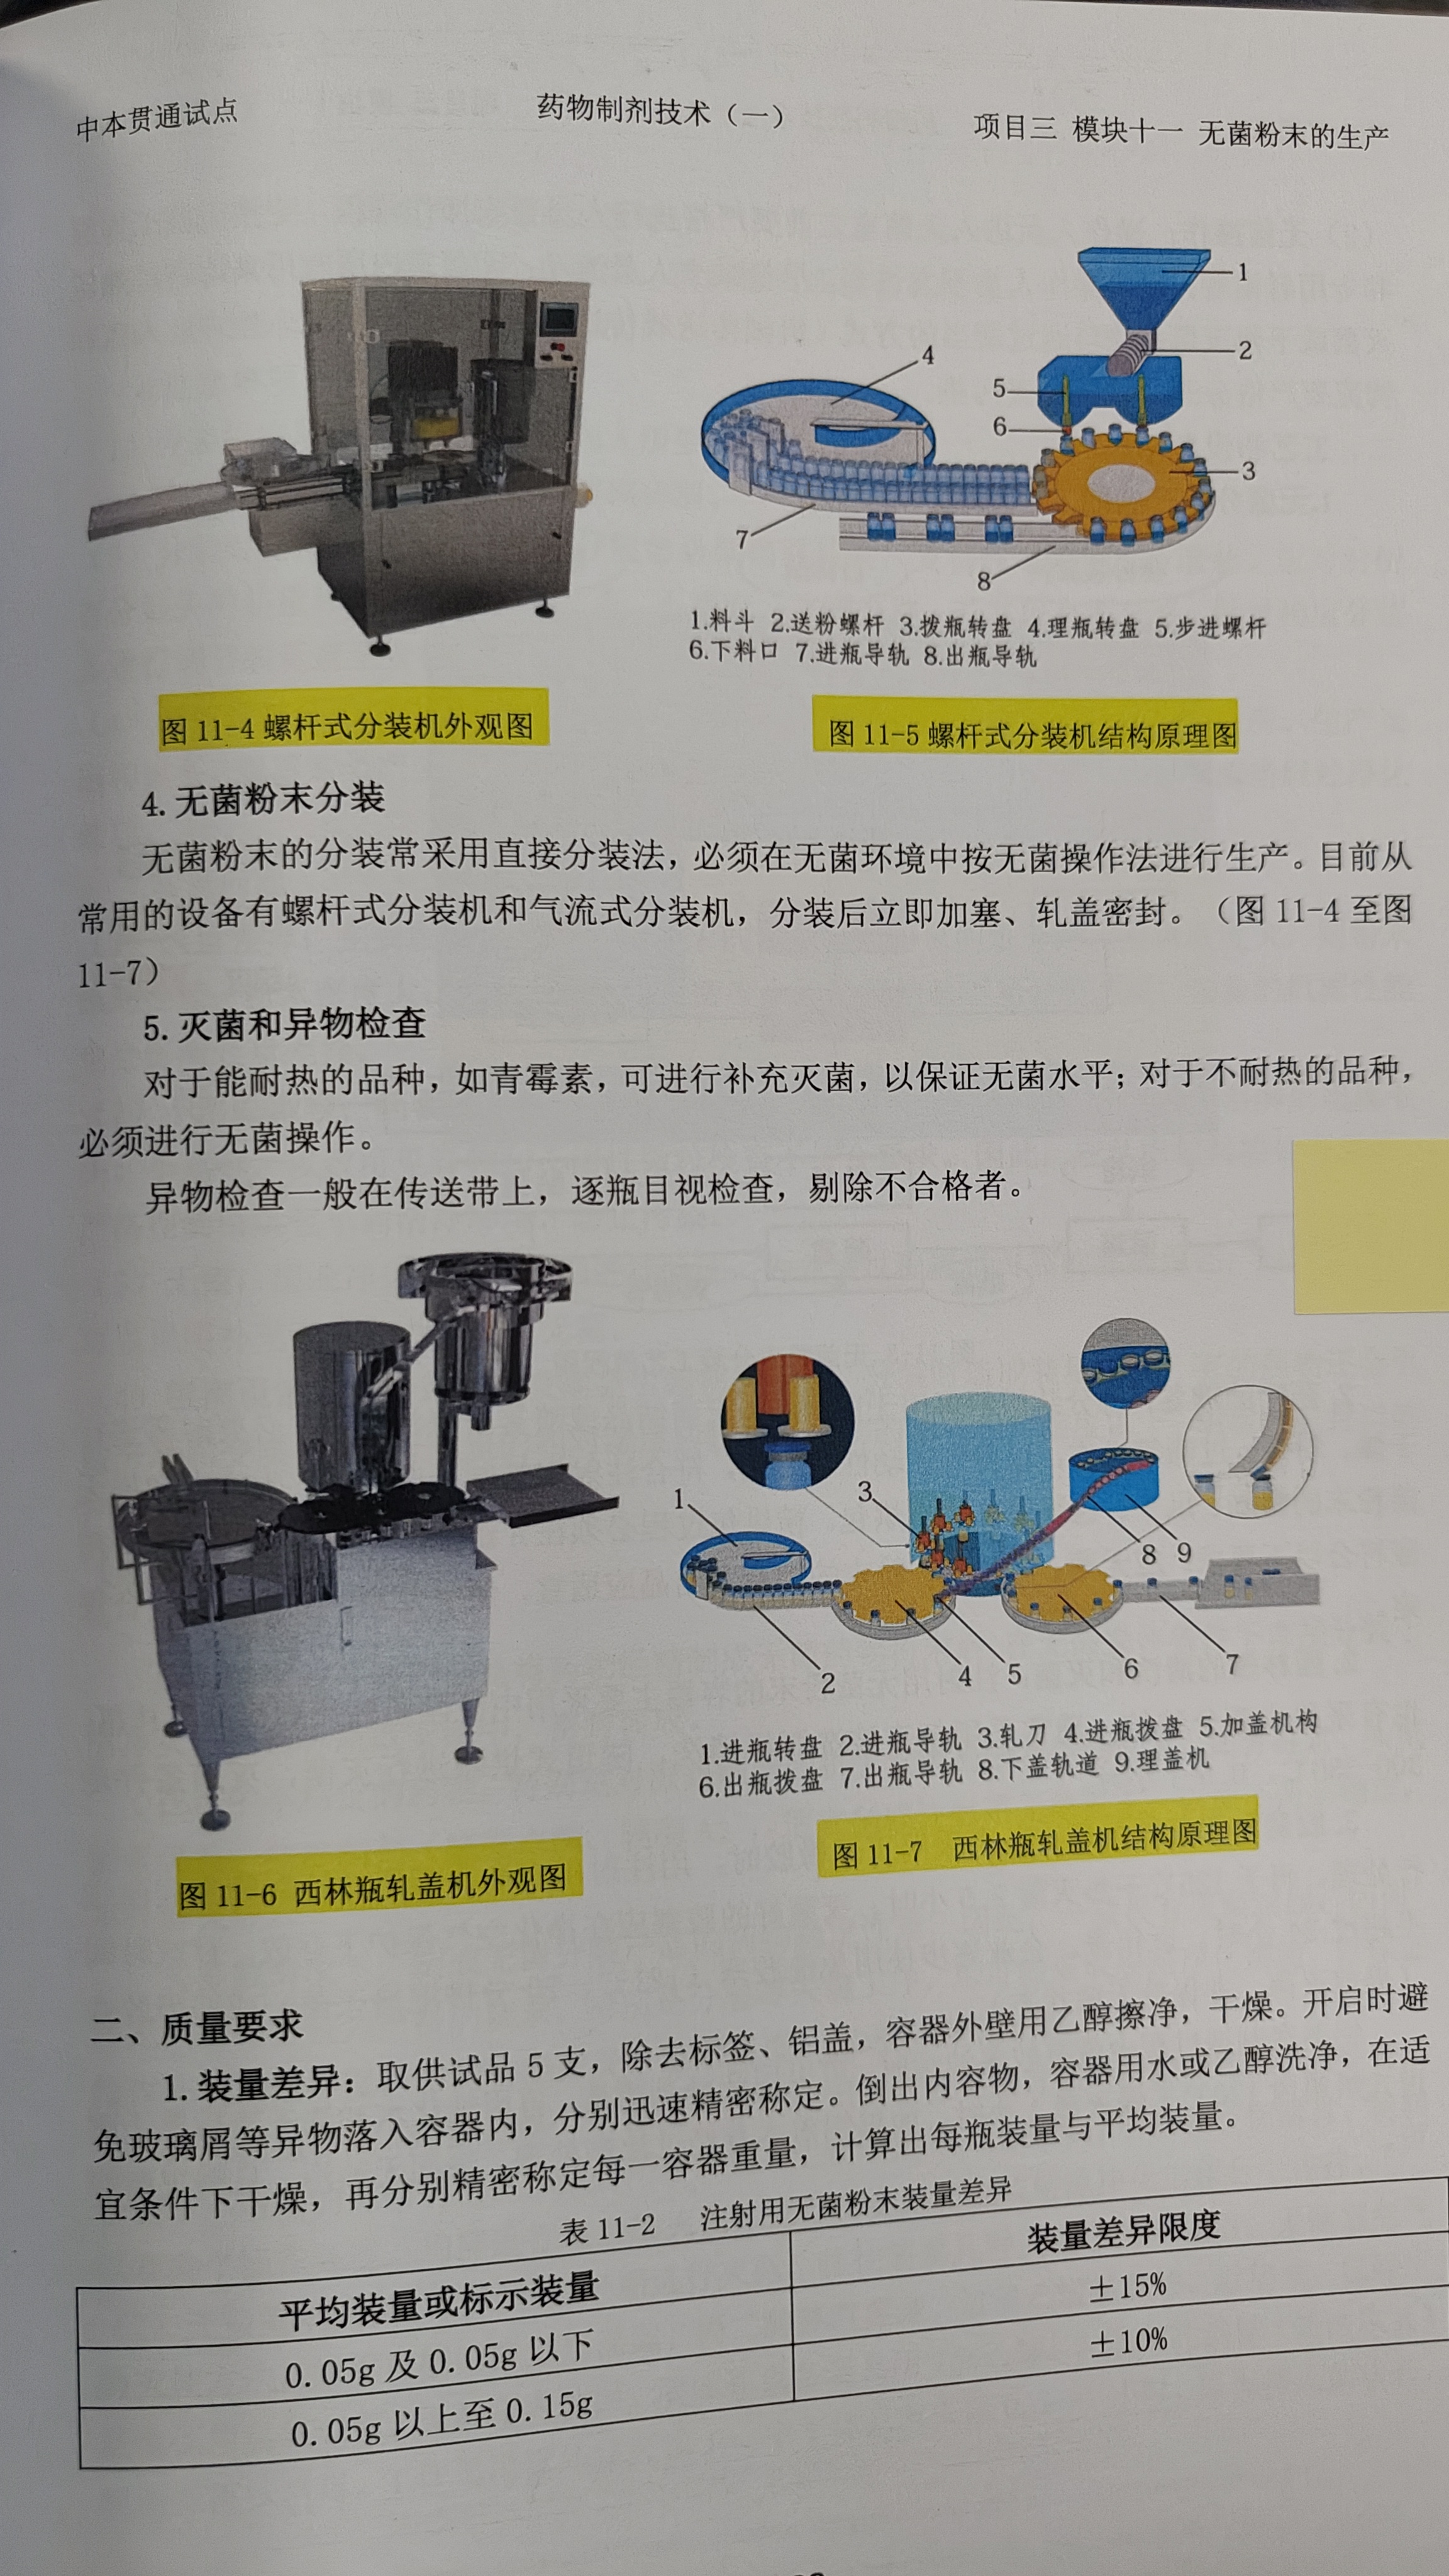 中本贯通试点 药物制剂技术（一） 项目三 模块十一 无菌粉末的生产
1
2
3
4
5
6
7
8
1.料斗 2.送粉螺杆 3.拨瓶转盘 4.理瓶转盘 5.步进螺杆
6.下料口 7.进瓶导轨 8.出瓶导轨
图 11-4 螺杆式分装机外观图
图 11-5 螺杆式分装机结构原理图
4. 无菌粉末分装
无菌粉末的分装常采用直接分装法，必须在无菌环境中按无菌操作法进行生产。目前从
常用的设备有螺杆式分装机和气流式分装机，分装后立即加塞、轧盖密封。（图 11-4 至图
11-7）
5. 灭菌和异物检查
对于能耐热的品种，如青霉素，可进行补充灭菌，以保证无菌水平；对于不耐热的品种，
必须进行无菌操作。
异物检查一般在传送带上，逐瓶目视检查，剔除不合格者。
1
2
3
4
5
6
7
8
9
1.进瓶转盘 2.进瓶导轨 3.轧刀 4.进瓶拨盘 5.加盖机构
6.出瓶拨盘 7.出瓶导轨 8.下盖轨道 9.理盖机
图 11-6 西林瓶轧盖机外观图
图 11-7 西林瓶轧盖机结构原理图
二、质量要求
1. 装量差异：取供试品 5 支，除去标签、铝盖，容器外壁用乙醇擦净，干燥。开启时避
免玻璃屑等异物落入容器内，分别迅速精密称定。倒出内容物，容器用水或乙醇洗净，在适
宜条件下干燥，再分别精密称定每一容器重量，计算出每瓶装量与平均装量。
表 11-2 注射用无菌粉末装量差异
平均装量或标示装量 装量差异限度
0.05g 及 0.05g 以下 ±15%
0.05g 以上至 0.15g ±10%